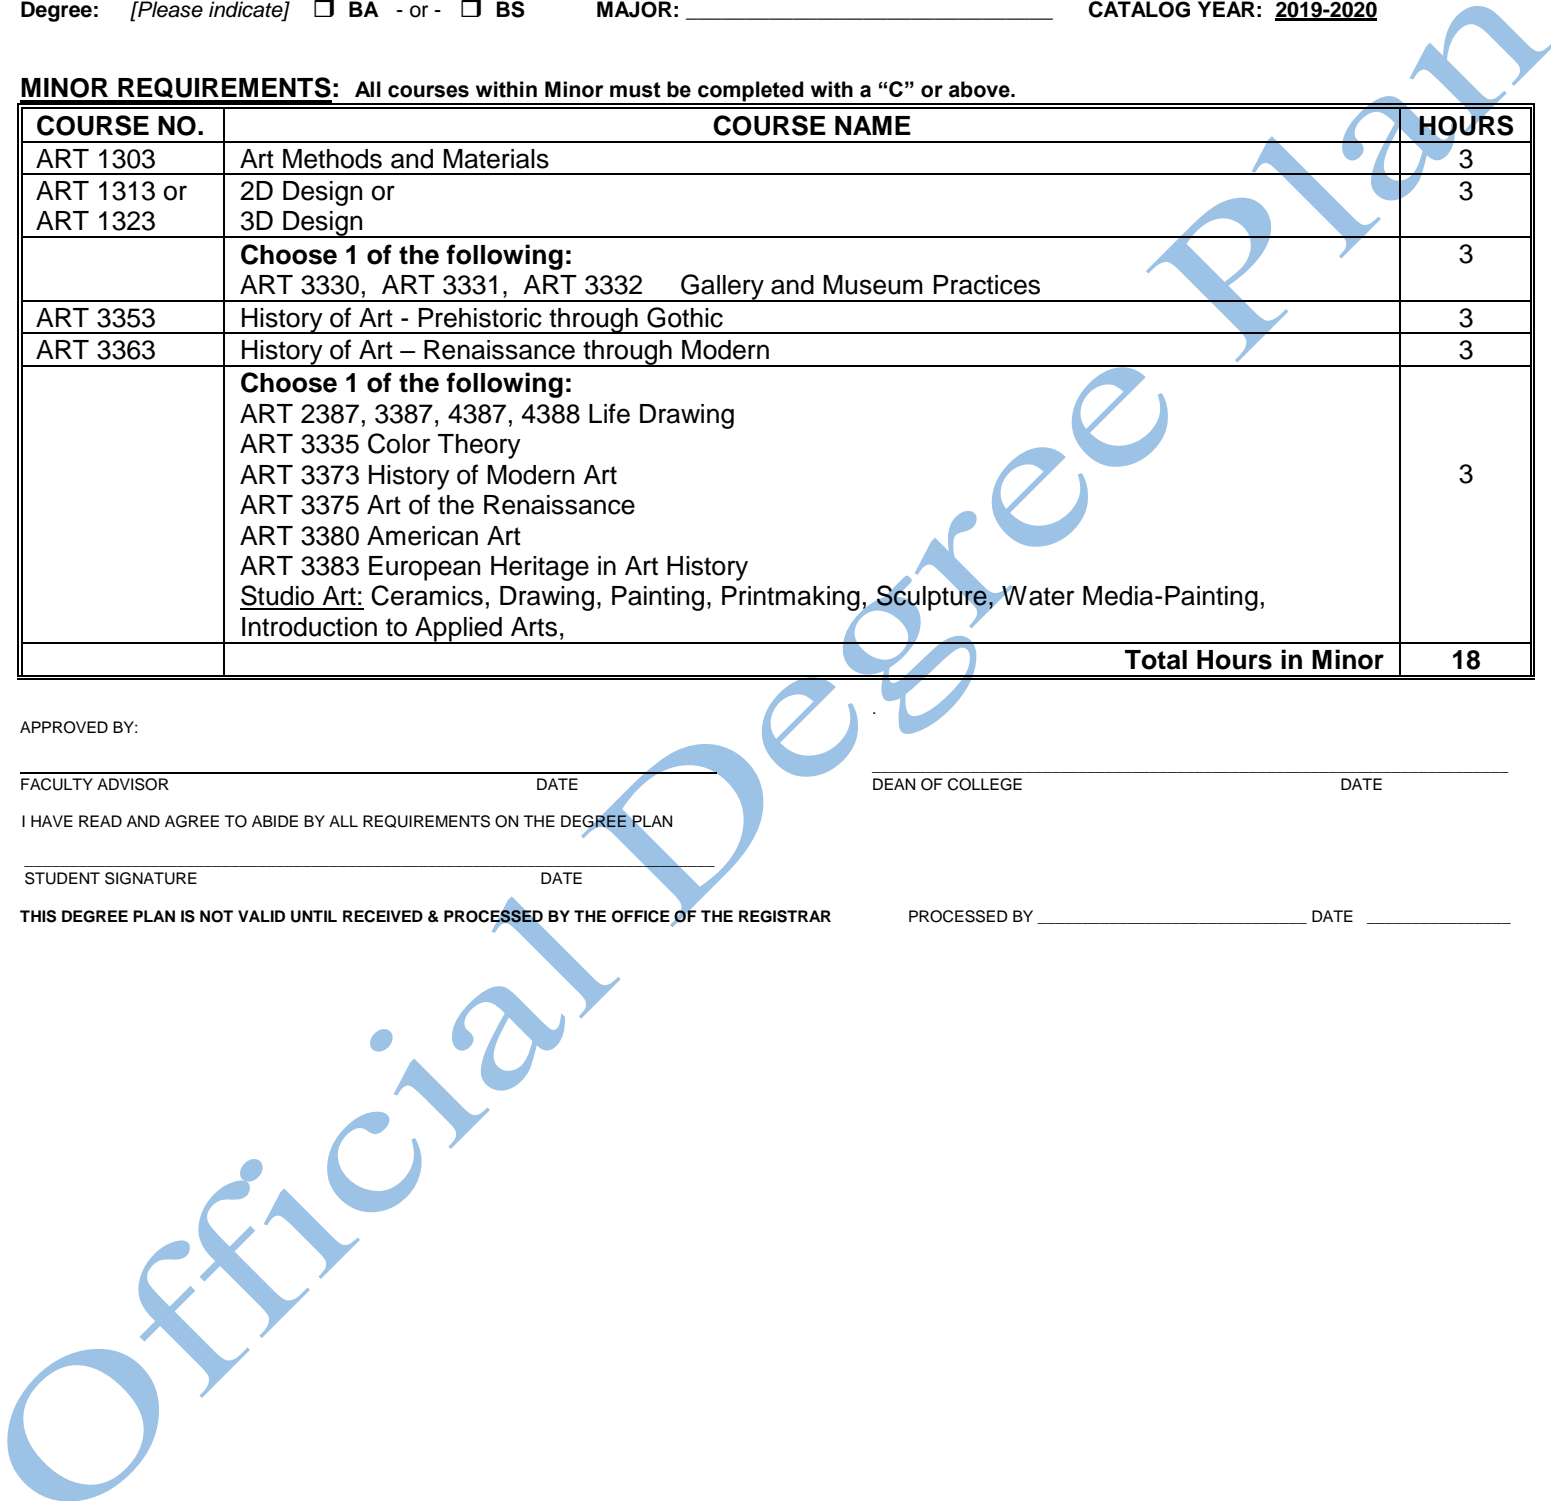 Degree: [Please indicate] ❒ BA - or - ❒ BS MAJOR: ______________________________ CATALOG YEAR: 2019-2020
MINOR REQUIREMENTS: All courses within Minor must be completed with a “C” or above.
COURSE NO. COURSE NAME HOURS
ART 1303 Art Methods and Materials 3
ART 1313 or 2D Design or 3
ART 1323 3D Design
Choose 1 of the following: 3
ART 3330, ART 3331, ART 3332 Gallery and Museum Practices
ART 3353 History of Art - Prehistoric through Gothic 3
ART 3363 History of Art – Renaissance through Modern 3
Choose 1 of the following:
ART 2387, 3387, 4387, 4388 Life Drawing
ART 3335 Color Theory
ART 3373 History of Modern Art 3
ART 3375 Art of the Renaissance
ART 3380 American Art
ART 3383 European Heritage in Art History
Studio Art: Ceramics, Drawing, Painting, Printmaking, Sculpture, Water Media-Painting,
Introduction to Applied Arts,
Total Hours in Minor 18
.
APPROVED BY:
FACULTY ADVISOR DATE DEAN OF COLLEGE DATE
I HAVE READ AND AGREE TO ABIDE BY ALL REQUIREMENTS ON THE DEGREE PLAN
STUDENT SIGNATURE DATE
THIS DEGREE PLAN IS NOT VALID UNTIL RECEIVED & PROCESSED BY THE OFFICE OF THE REGISTRAR PROCESSED BY ______________________________ DATE ________________
Official Degree Plan